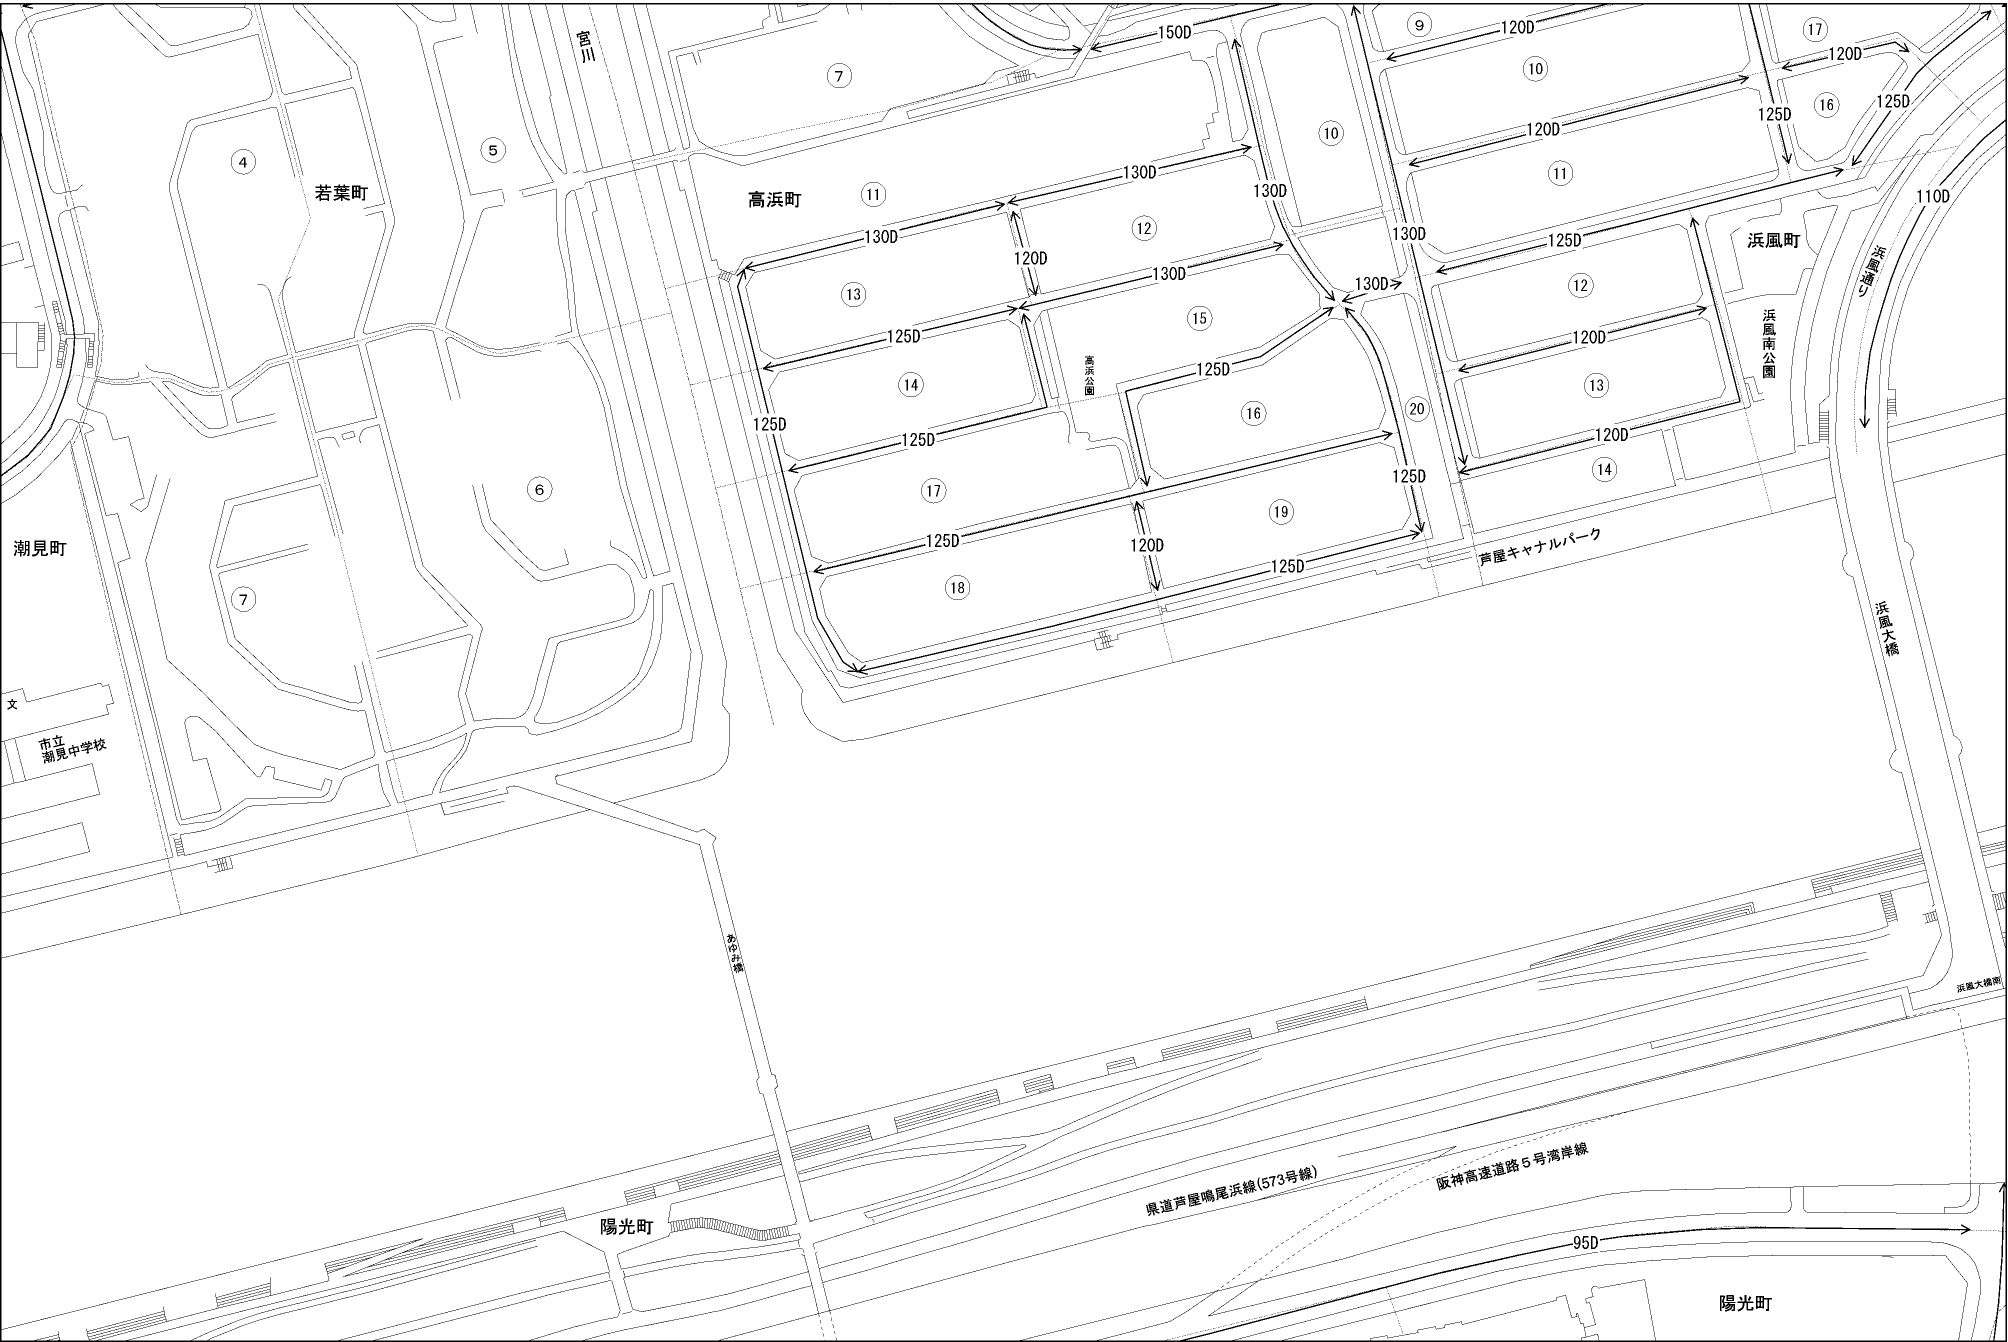 宮川
150D
⑨
120D
⑰
120D
⑦
⑩
125D
⑯
125D
120D
⑩
④
若葉町
⑤
高浜町
⑪
130D
130D
⑪
110D
130D
⑫
130D
125D
浜風町
浜風通り
120D
130D
130D
⑫
⑬
⑮
浜風南公園
125D
120D
⑭
高浜公園
125D
⑬
⑯
⑳
125D
125D
120D
⑭
⑥
⑰
125D
⑲
潮見町
125D
120D
125D
芦屋キャナルパーク
⑱
⑦
浜風大橋
文
市立
潮見中学校
あゆみ橋
浜風大橋南
県道芦屋鳴尾浜線(573号線)
阪神高速道路5号湾岸線
陽光町
95D
陽光町